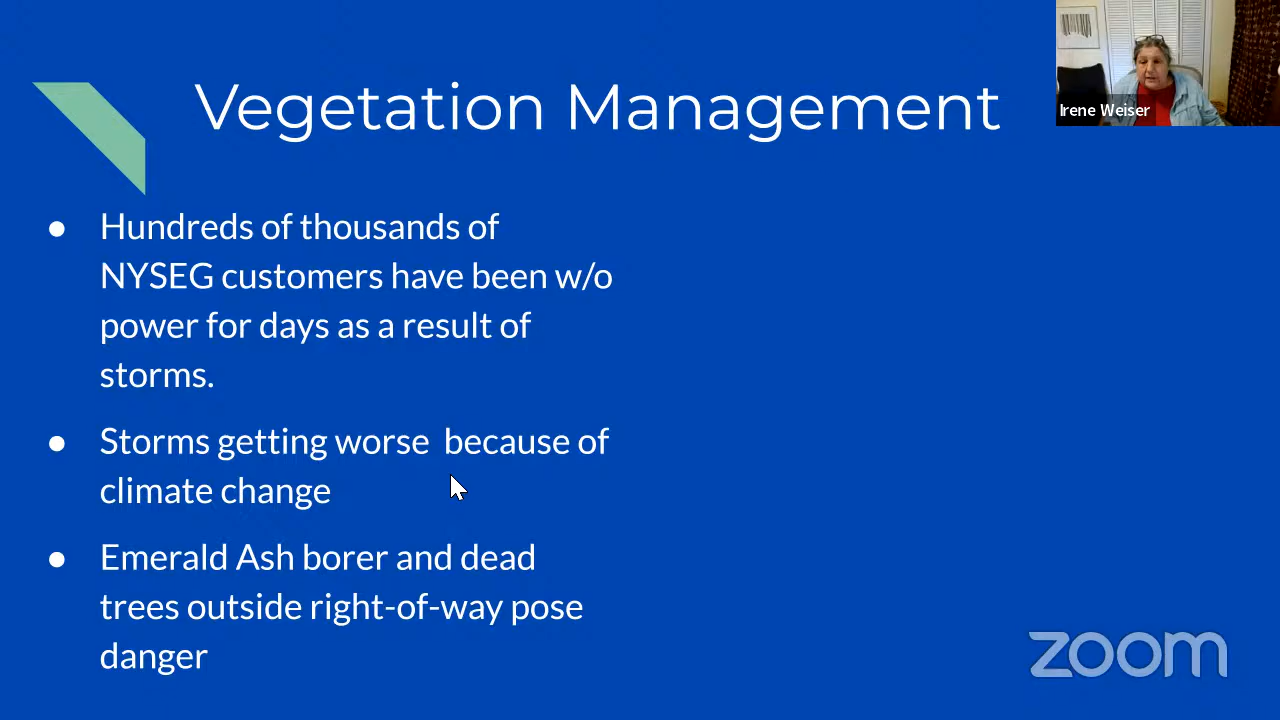 Vegetation Management
Irene Weiser
● Hundreds of thousands of
NYSEG customers have been w/o
power for days as a result of
storms.
● Storms getting worse  because of
climate change
● Emerald Ash borer and dead
trees outside right-of-way pose
danger
zoom